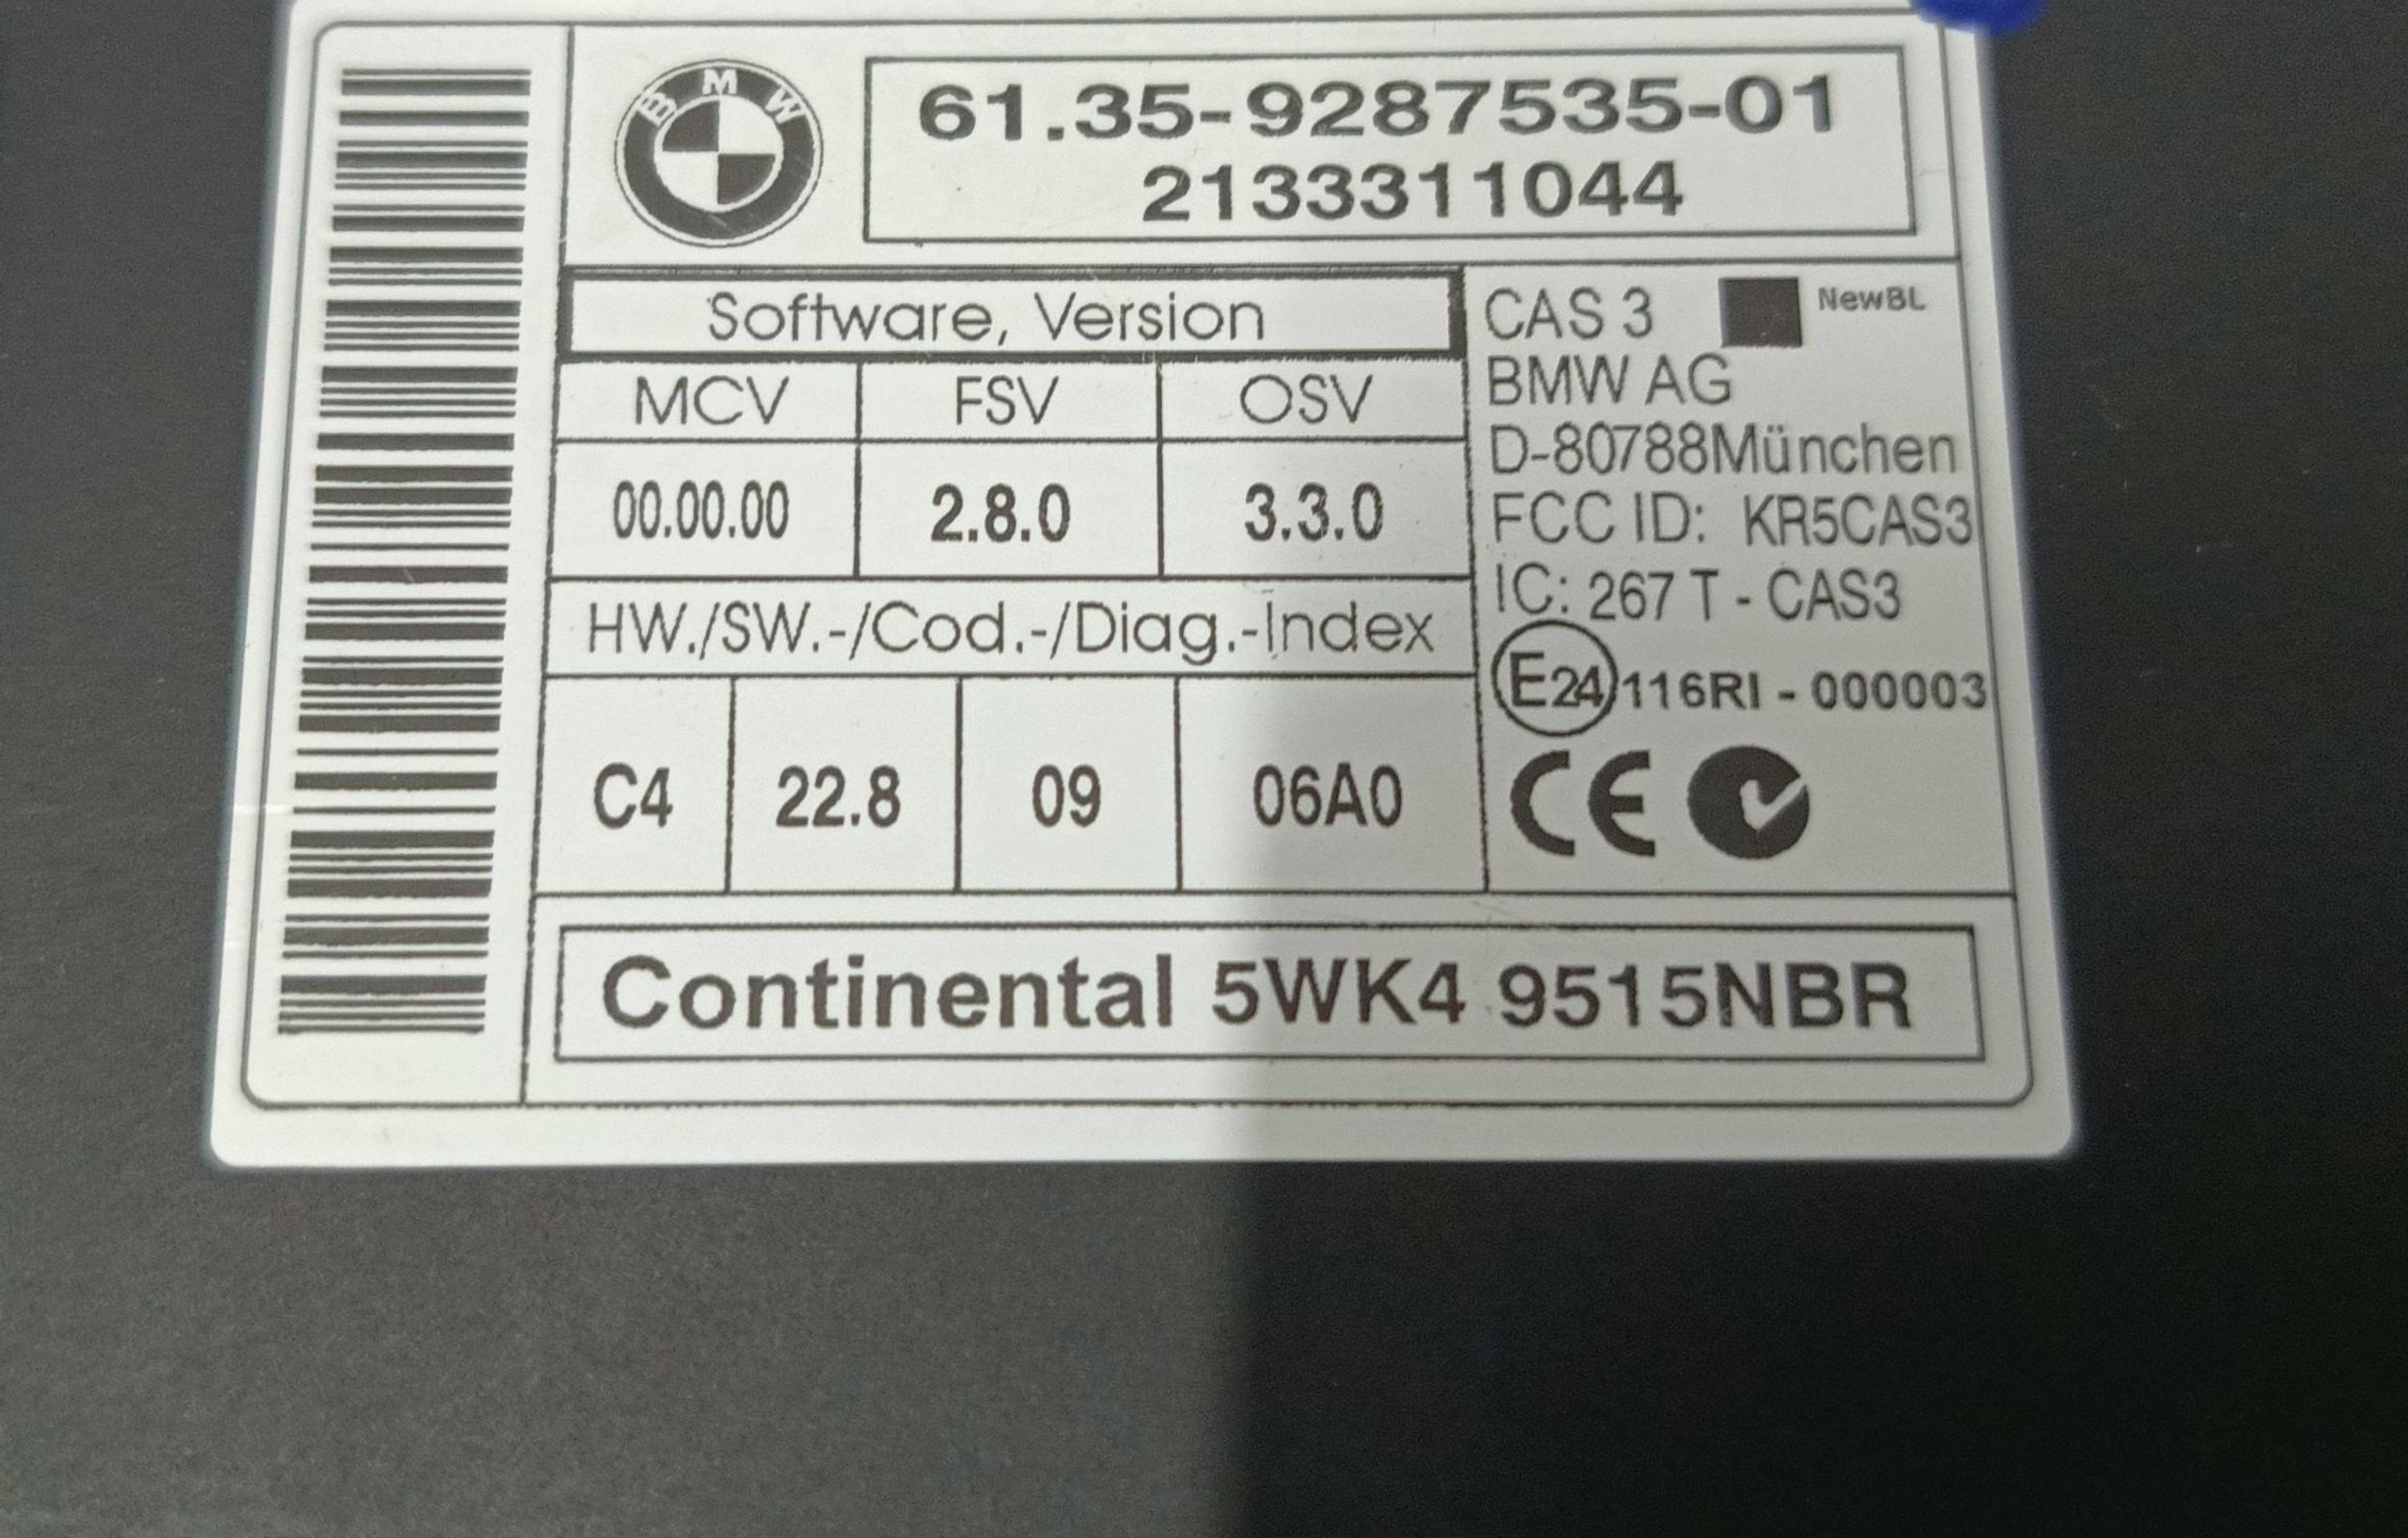 BMW
61.35-9287535-01
2133311044
Software, Version
MCV FSV OSV
00.00.00 2.8.0 3.3.0
HW./SW.-/Cod.-/Diag.-Index
C4 22.8 09 06A0
CAS 3 NewBL
BMW AG
D-80788München
FCC ID: KR5CAS3
IC: 267 T - CAS3
E24 116RI - 000003
CE
Continental 5WK4 9515NBR